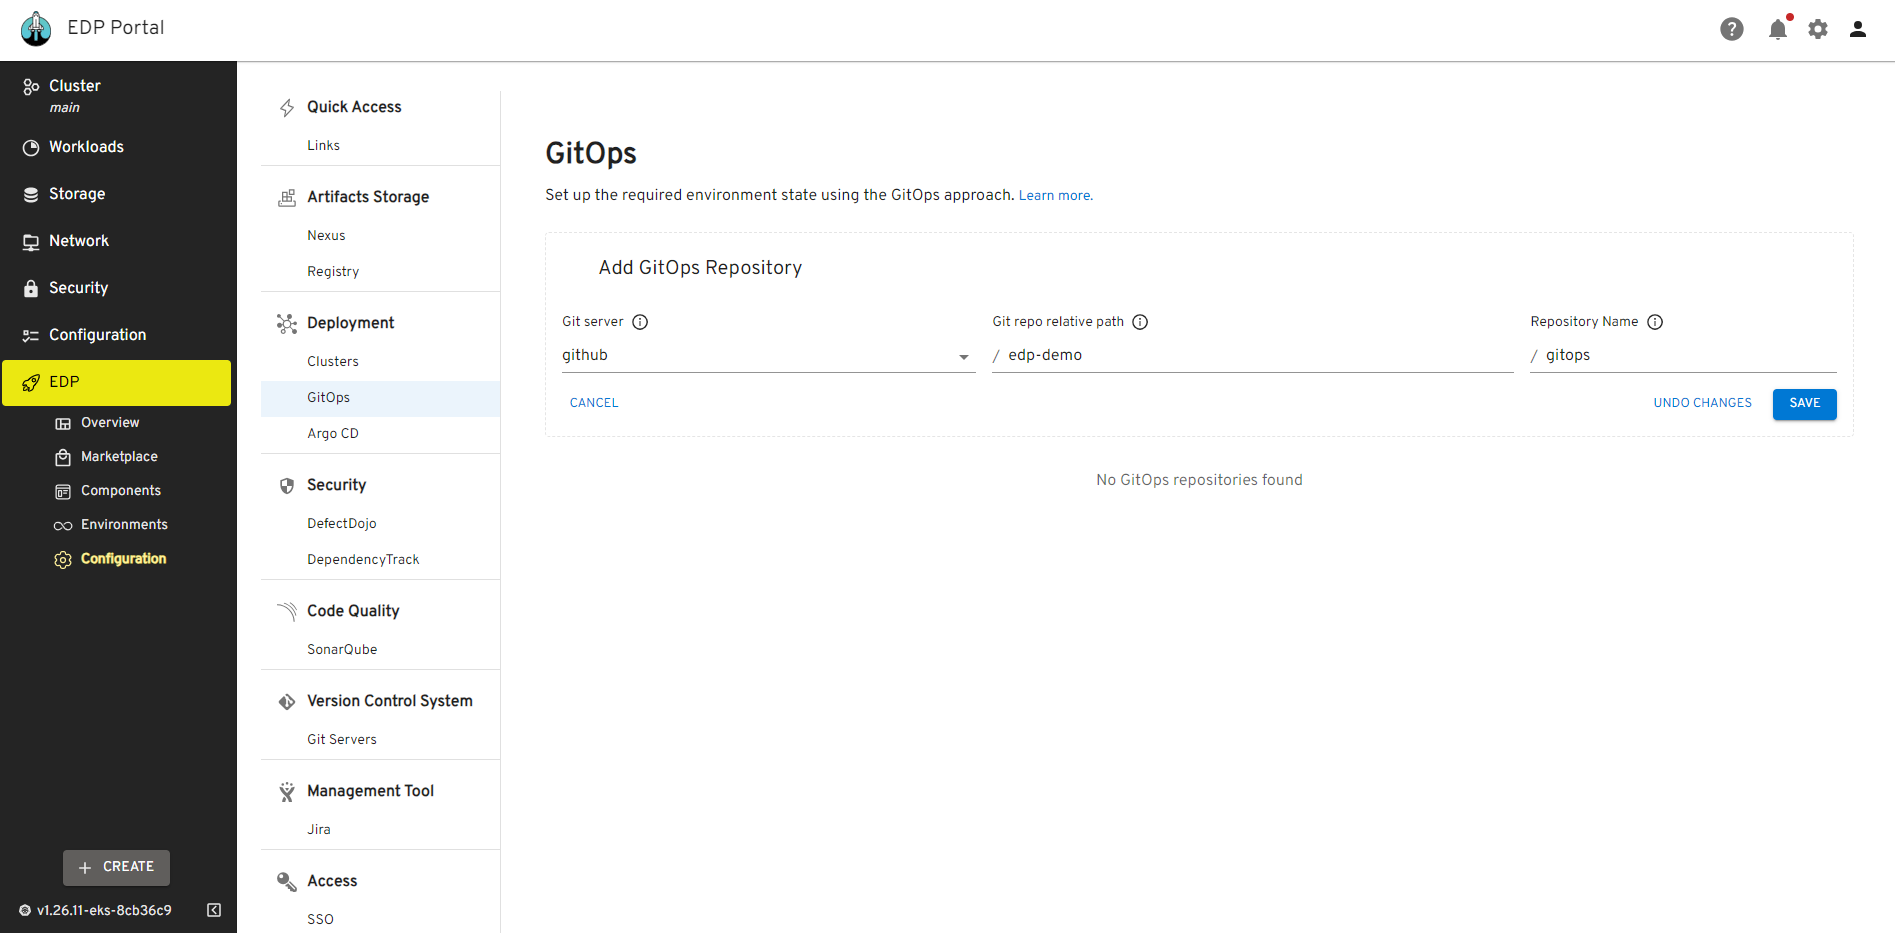 EDP Portal
Cluster
main
Workloads
Storage
Network
Security
Configuration
EDP
Overview
Marketplace
Components
Environments
Configuration
CREATE
v1.26.11-eks-8cb36c9
Quick Access
Links
Artifacts Storage
Nexus
Registry
Deployment
Clusters
GitOps
Argo CD
Security
DefectDojo
DependencyTrack
Code Quality
SonarQube
Version Control System
Git Servers
Management Tool
Jira
Access
SSO
GitOps
Set up the required environment state using the GitOps approach. Learn more.
Add GitOps Repository
Git server Git repo relative path Repository Name
github / edp-demo / gitops
CANCEL UNDO CHANGES SAVE
No GitOps repositories found